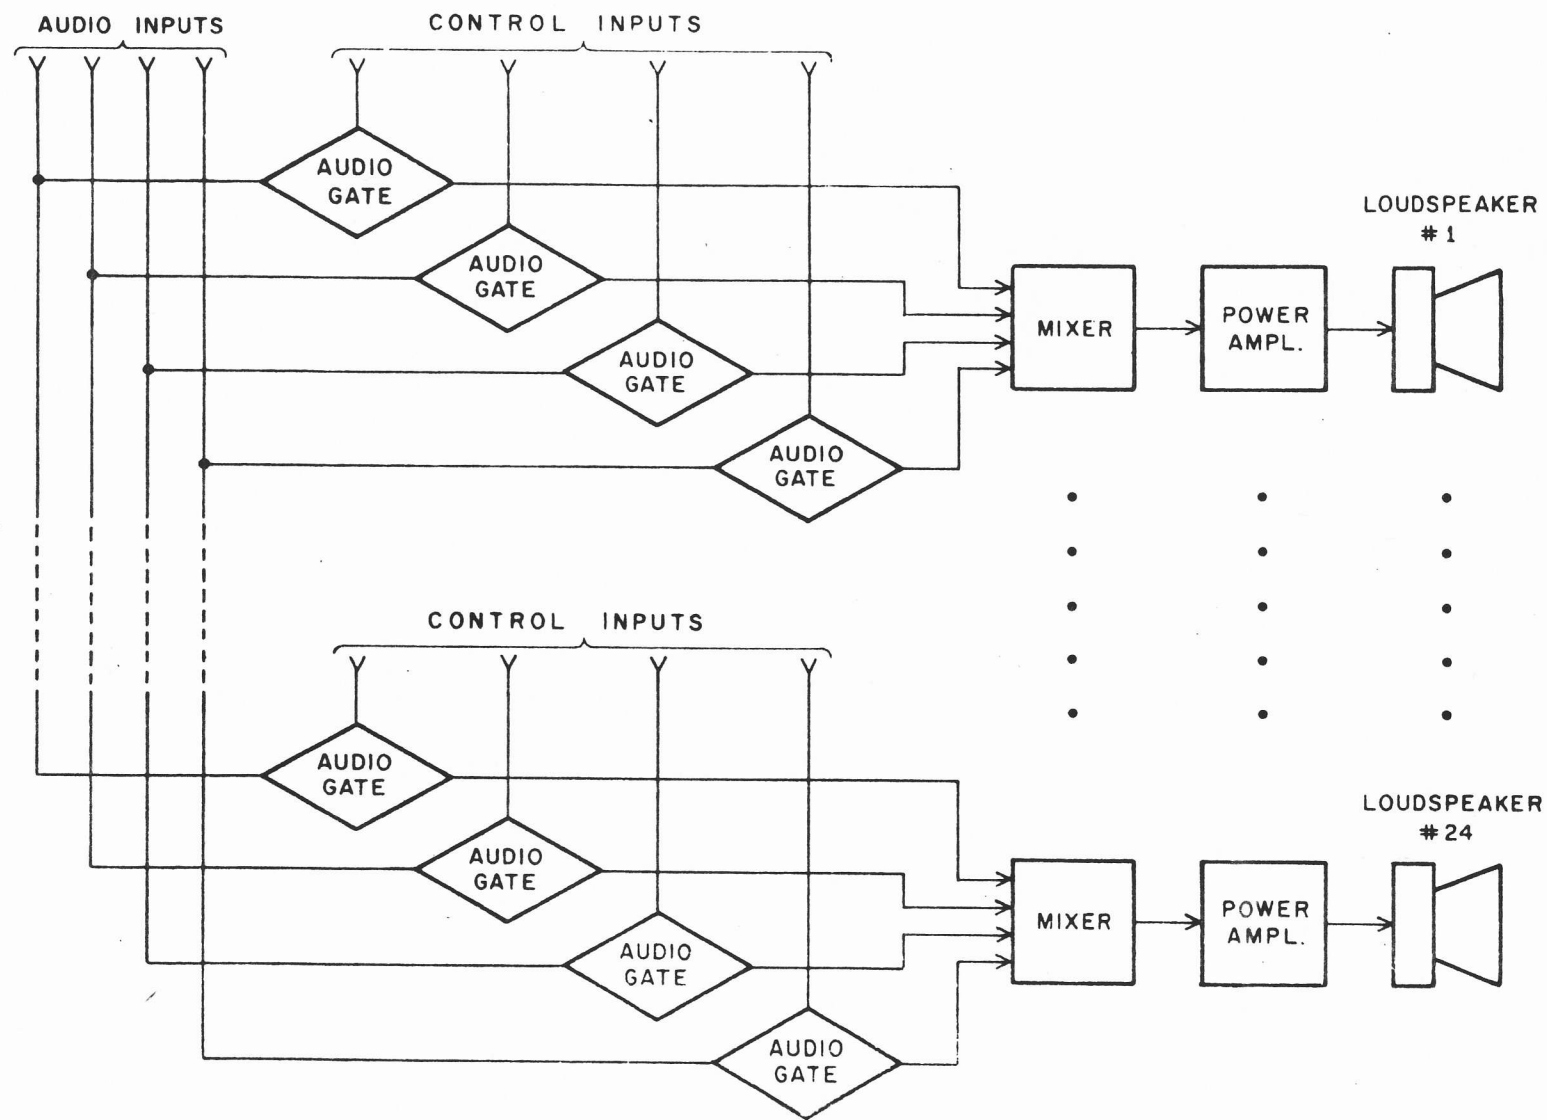 AUDIO INPUTS
CONTROL INPUTS
AUDIO
GATE
AUDIO
GATE
AUDIO
GATE
AUDIO
GATE
MIXER
POWER
AMPL.
LOUDSPEAKER
#1
CONTROL INPUTS
AUDIO
GATE
AUDIO
GATE
AUDIO
GATE
AUDIO
GATE
MIXER
POWER
AMPL.
LOUDSPEAKER
#24